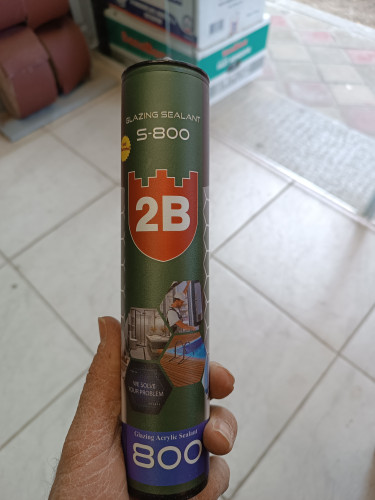 GLAZING SEALANT
S-800
2B
WE SOLVE
YOUR PROBLEM
Glazing Acrylic Sealant
800